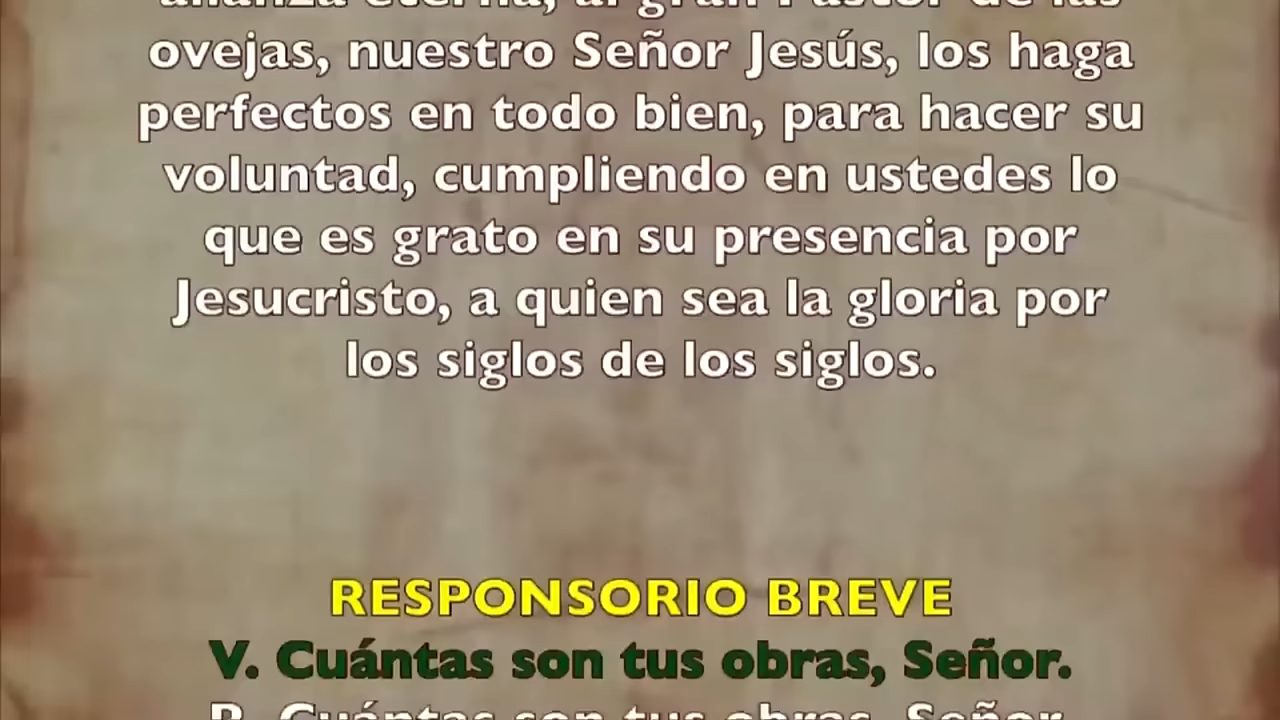 alianza eterna, al gran Pastor de las
ovejas, nuestro Señor Jesús, los haga
perfectos en todo bien, para hacer su
voluntad, cumpliendo en ustedes lo
que es grato en su presencia por
Jesucristo, a quien sea la gloria por
los siglos de los siglos.
RESPONSORIO BREVE
V. Cuántas son tus obras, Señor.
R. Cuántas son tus obras, Señor.